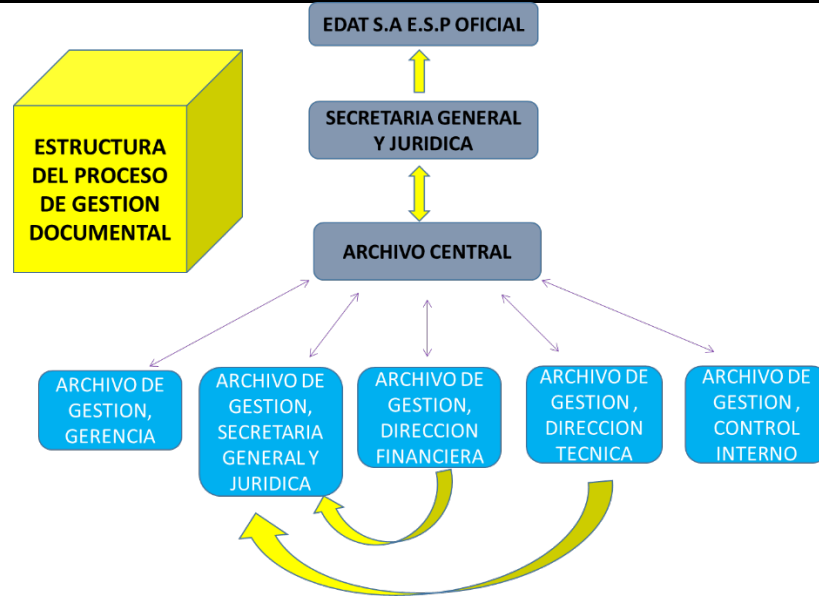 EDAT S.A E.S.P OFICIAL
ESTRUCTURA
DEL PROCESO
DE GESTION
DOCUMENTAL
SECRETARIA GENERAL
Y JURIDICA
ARCHIVO CENTRAL
ARCHIVO DE
GESTION,
GERENCIA
ARCHIVO DE
GESTION,
SECRETARIA
GENERAL Y
JURIDICA
ARCHIVO DE
GESTION,
DIRECCION
FINANCIERA
ARCHIVO DE
GESTION ,
DIRECCION
TECNICA
ARCHIVO DE
GESTION ,
CONTROL
INTERNO